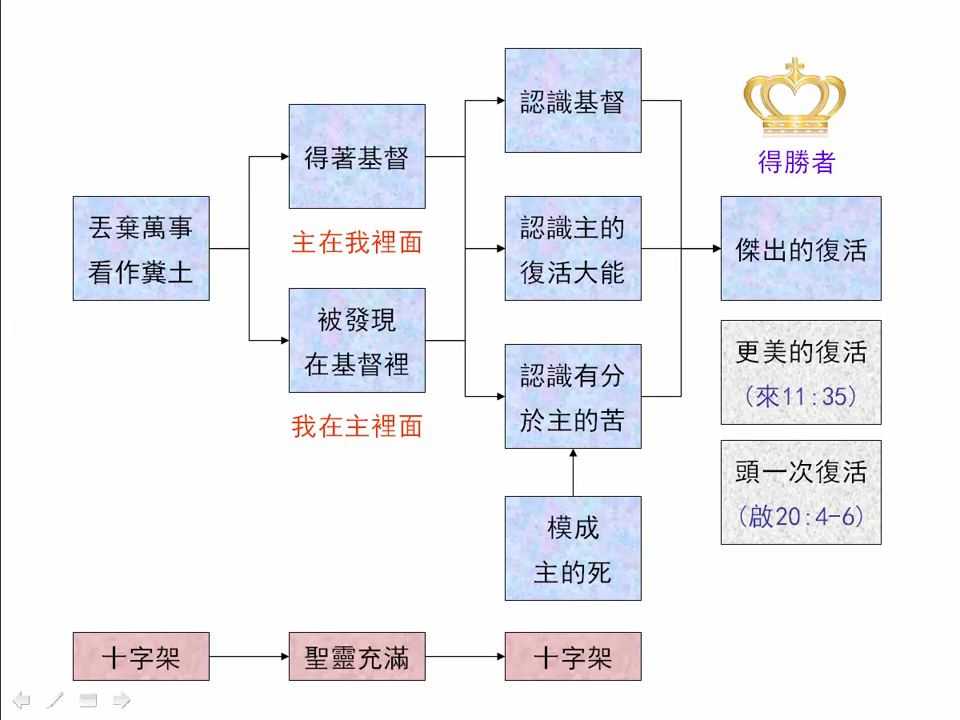 丟棄萬事
看作糞土
得著基督
主在我裡面
被發現
在基督裡
我在主裡面
認識基督
認識主的
復活大能
認識有分
於主的苦
模成
主的死
得勝者
傑出的復活
更美的復活
(來11:35)
頭一次復活
(啟20:4-6)
十字架
聖靈充滿
十字架